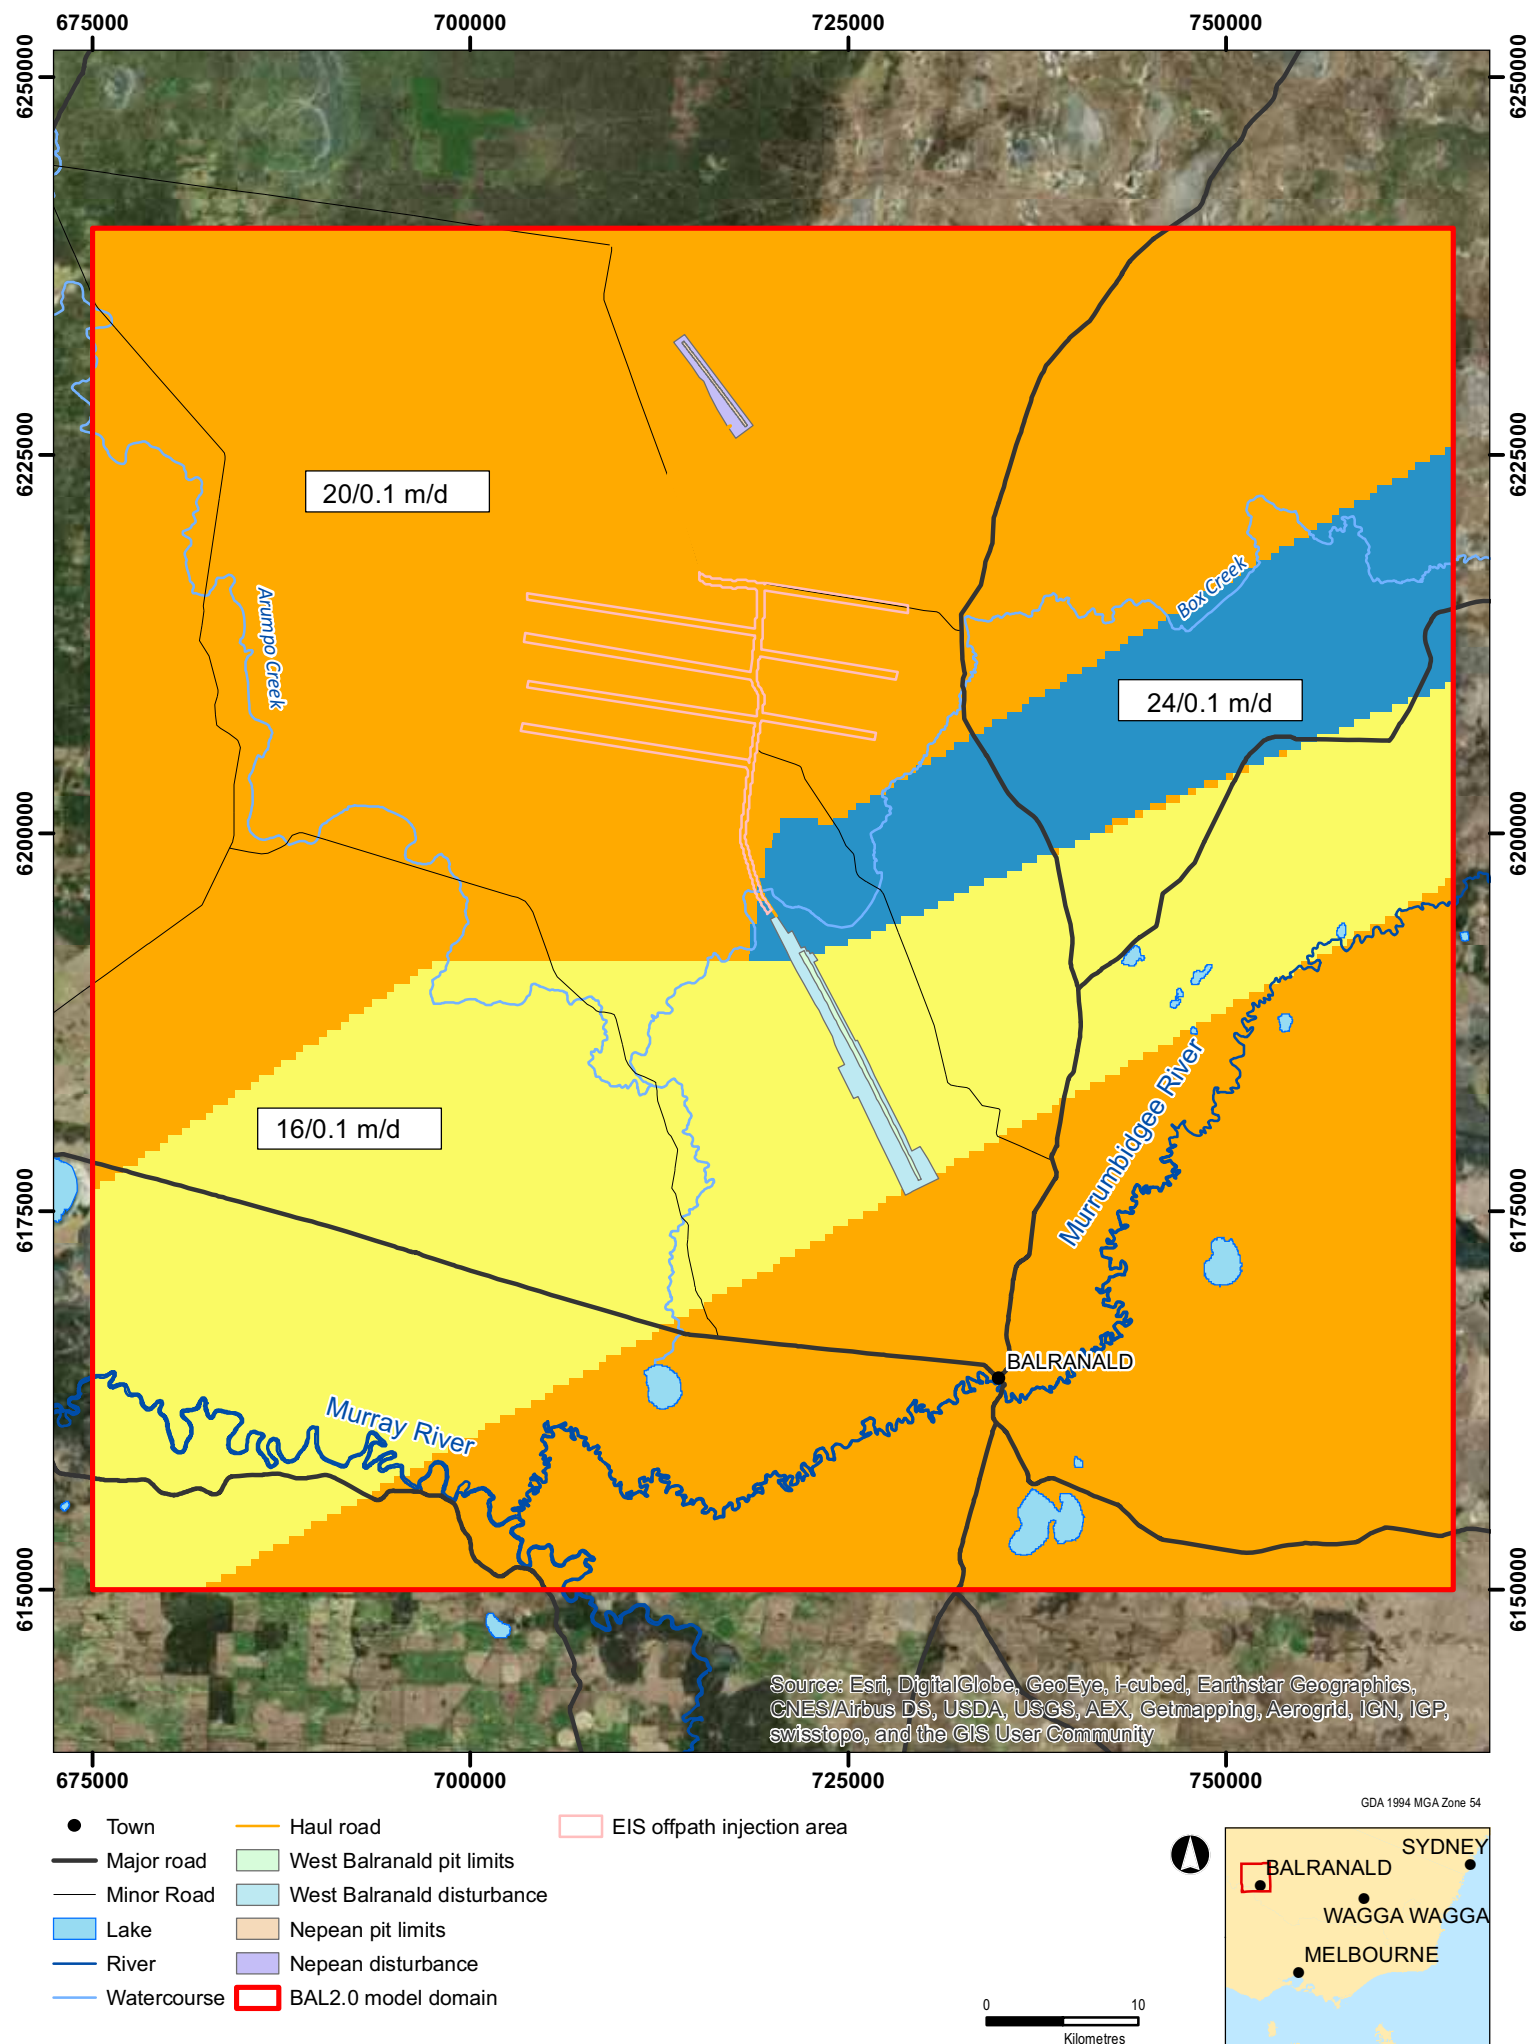 675000 700000 725000 750000
6250000 6250000
6225000 6225000
20/0.1 m/d
Box Creek
Arumpo Creek
24/0.1 m/d
6200000 6200000
Murrumbidgee River
16/0.1 m/d
6175000 6175000
BALRANALD
Murray River
6150000 6150000
Source: Esri, DigitalGlobe, GeoEye, i-cubed, Earthstar Geographics,
CNES/Airbus DS, USDA, USGS, AEX, Getmapping, Aerogrid, IGN, IGP,
swisstopo, and the GIS User Community
675000 700000 725000 750000
GDA 1994 MGA Zone 54
Town
Major road
Minor Road
Lake
River
Watercourse
Haul road
West Balranald pit limits
West Balranald disturbance
Nepean pit limits
Nepean disturbance
BAL2.0 model domain
EIS offpath injection area
0 10
Kilometres
SYDNEY
BALRANALD
WAGGA WAGGA
MELBOURNE